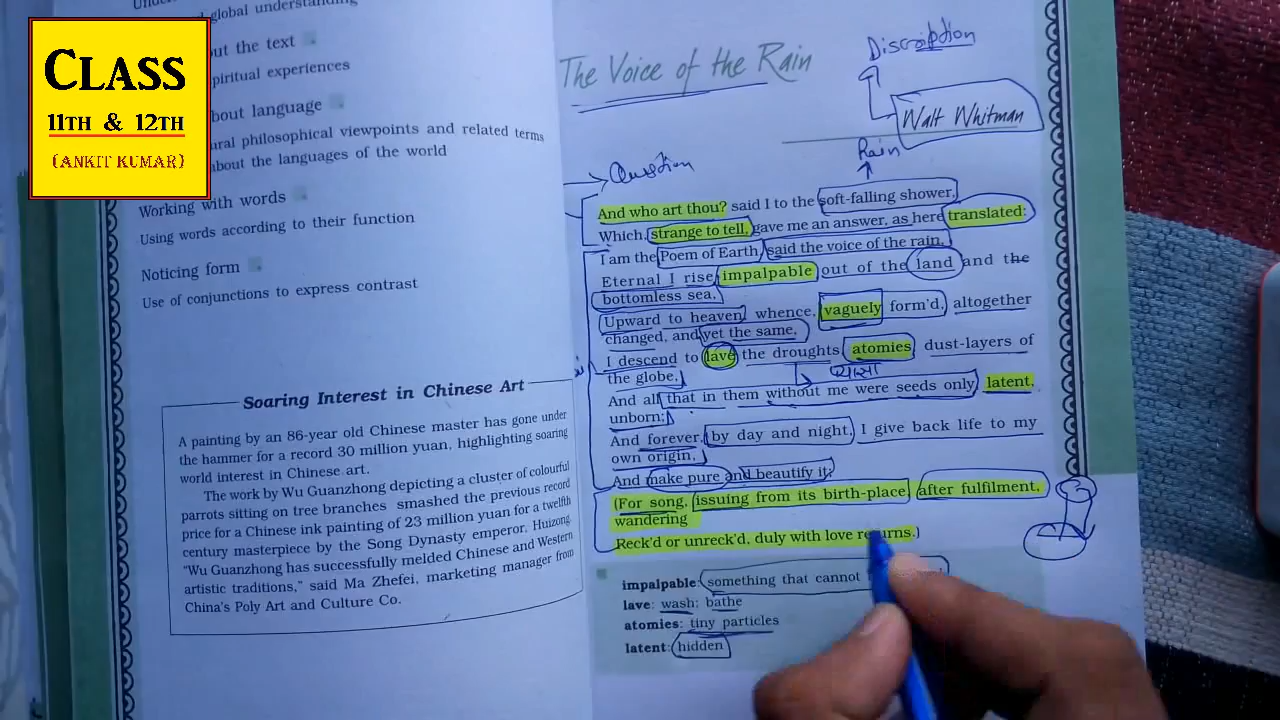 CLASS
11TH & 12TH
(ANKIT KUMAR)
global understanding
out the text
spiritual experiences
about language
philosophical viewpoints and related terms
about the languages of the world
Working with words
Using words according to their function
Noticing form
Use of conjunctions to express contrast
Soaring Interest in Chinese Art
A painting by an 86-year old Chinese master has gone under
the hammer for a record 30 million yuan, highlighting soaring
world interest in Chinese art.
The work by Wu Guanzhong depicting a cluster of colourful
parrots sitting on tree branches smashed the previous record
price for a Chinese ink painting of 23 million yuan for a twelfth
century masterpiece by the Song Dynasty emperor, Huizong.
"Wu Guanzhong has successfully melded Chinese and Western
artistic traditions," said Ma Zhefei, marketing manager from
China's Poly Art and Culture Co.
The Voice of the Rain
Walt Whitman
Rain
Question
And who art thou? said I to the soft-falling shower,
Which, strange to tell, gave me an answer, as here translated:
I am the Poem of Earth, said the voice of the rain,
Eternal I rise impalpable out of the land and the
bottomless sea,
Upward to heaven, whence, vaguely form'd, altogether
changed, and yet the same,
I descend to lave the droughts, atomies, dust-layers of
the globe,
And all that in them without me were seeds only, latent,
unborn;
And forever, by day and night, I give back life to my
own origin,
And make pure and beautify it;
(For song, issuing from its birth-place, after fulfilment,
wandering
Reck'd or unreck'd, duly with love returns.)
impalpable: something that cannot
lave: wash; bathe
atomies: tiny particles
latent: hidden